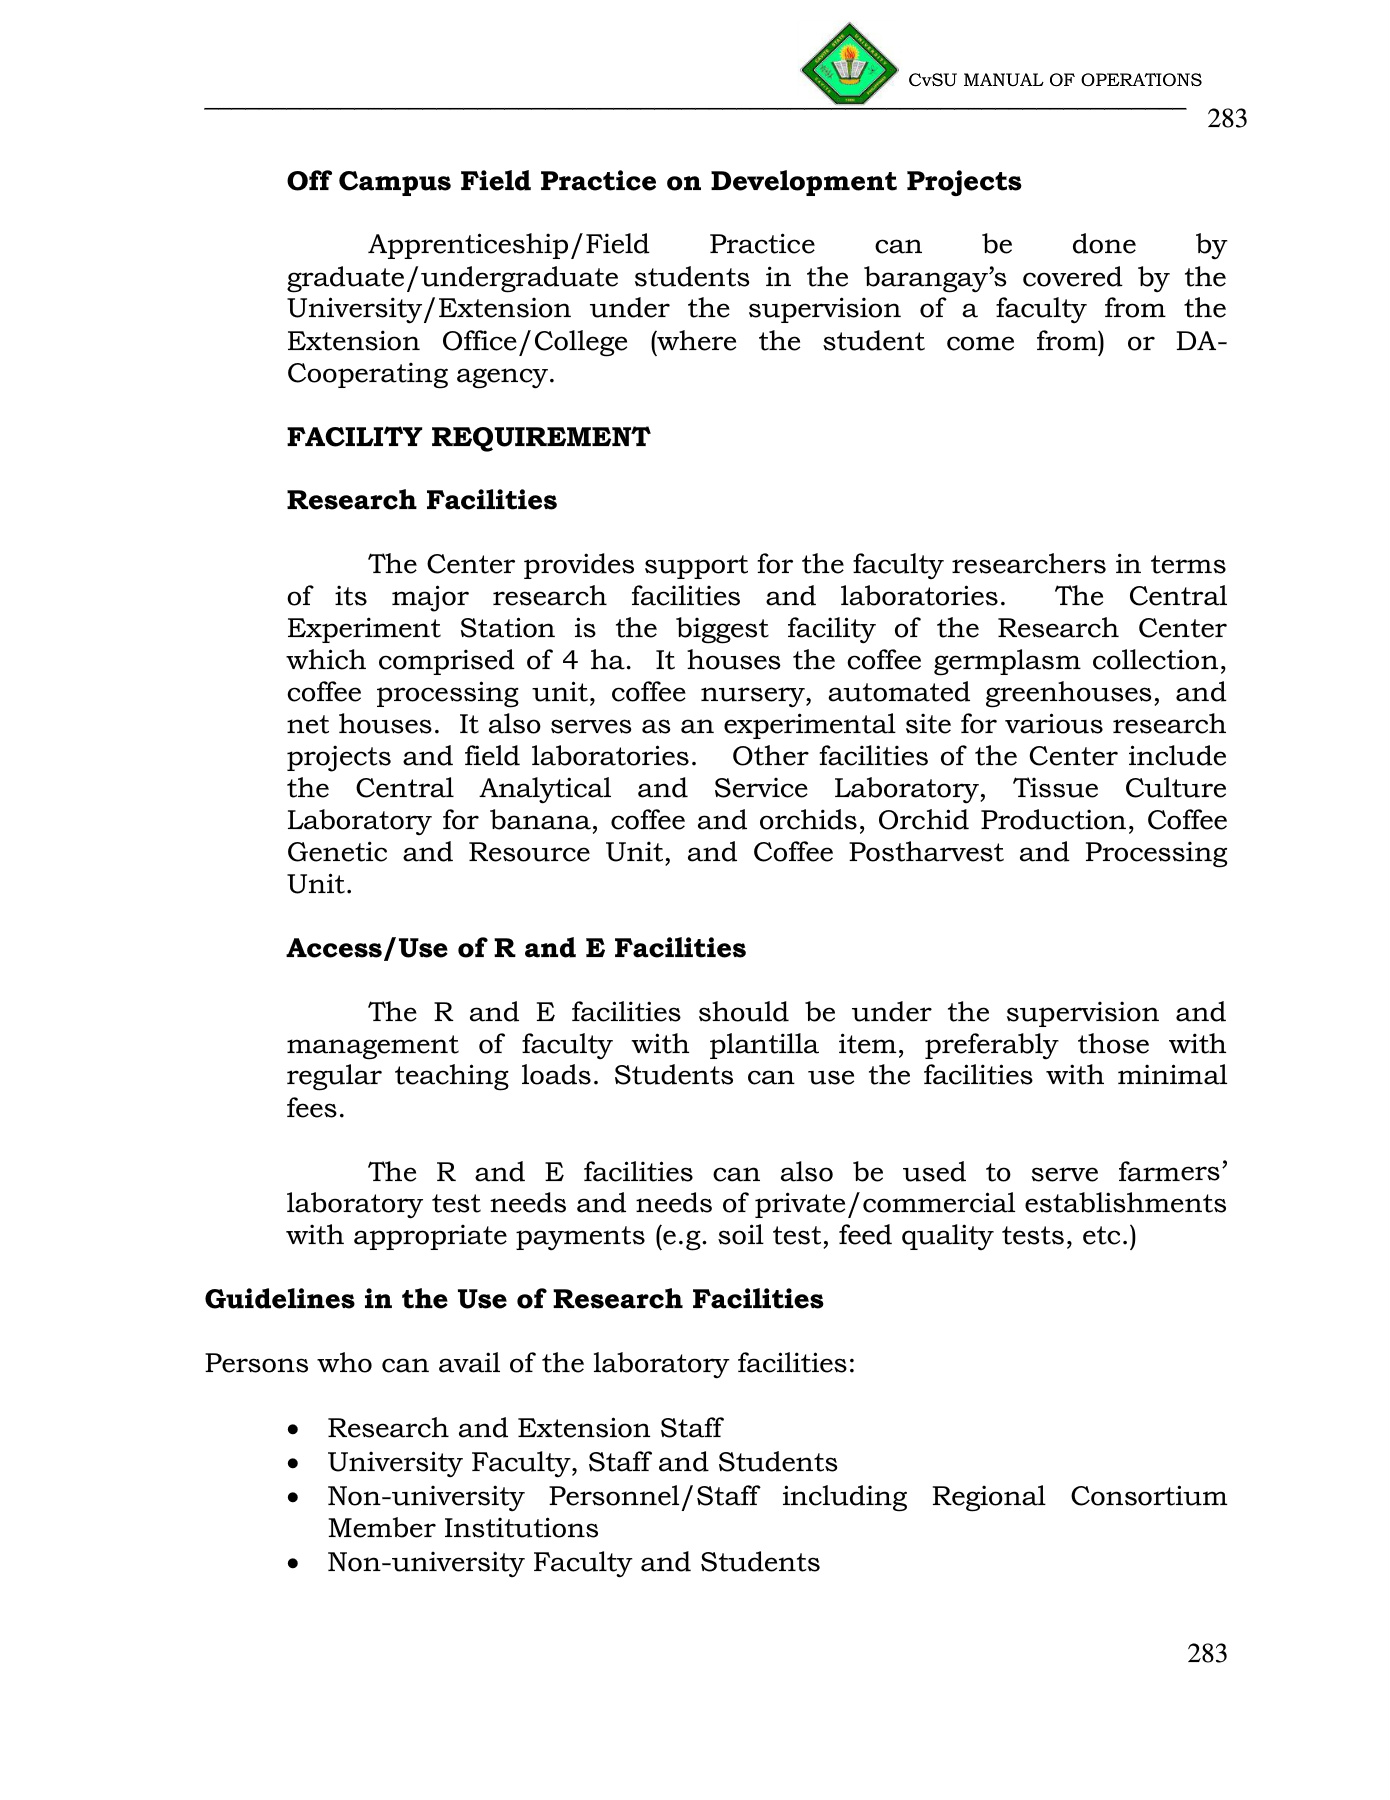 CvSU MANUAL OF OPERATIONS
283
Off Campus Field Practice on Development Projects
Apprenticeship/Field Practice can be done by
graduate/undergraduate students in the barangay’s covered by the
University/Extension under the supervision of a faculty from the
Extension Office/College (where the student come from) or DA-
Cooperating agency.
FACILITY REQUIREMENT
Research Facilities
The Center provides support for the faculty researchers in terms
of its major research facilities and laboratories. The Central
Experiment Station is the biggest facility of the Research Center
which comprised of 4 ha. It houses the coffee germplasm collection,
coffee processing unit, coffee nursery, automated greenhouses, and
net houses. It also serves as an experimental site for various research
projects and field laboratories. Other facilities of the Center include
the Central Analytical and Service Laboratory, Tissue Culture
Laboratory for banana, coffee and orchids, Orchid Production, Coffee
Genetic and Resource Unit, and Coffee Postharvest and Processing
Unit.
Access/Use of R and E Facilities
The R and E facilities should be under the supervision and
management of faculty with plantilla item, preferably those with
regular teaching loads. Students can use the facilities with minimal
fees.
The R and E facilities can also be used to serve farmers’
laboratory test needs and needs of private/commercial establishments
with appropriate payments (e.g. soil test, feed quality tests, etc.)
Guidelines in the Use of Research Facilities
Persons who can avail of the laboratory facilities:
• Research and Extension Staff
• University Faculty, Staff and Students
• Non-university Personnel/Staff including Regional Consortium
Member Institutions
• Non-university Faculty and Students
283